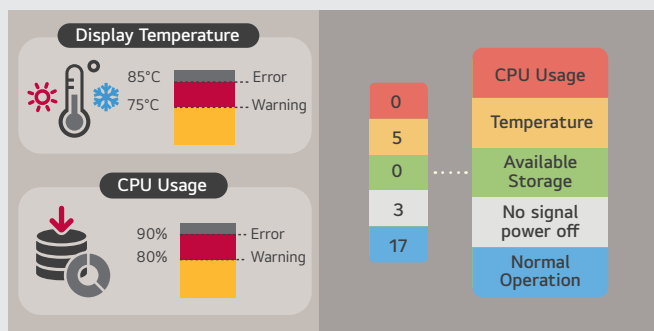 Display Temperature
85°C
Error
75°C
Warning
CPU Usage
90%
Error
80%
Warning
0
5
0
3
17
CPU Usage
Temperature
Available
Storage
No signal
power off
Normal
Operation